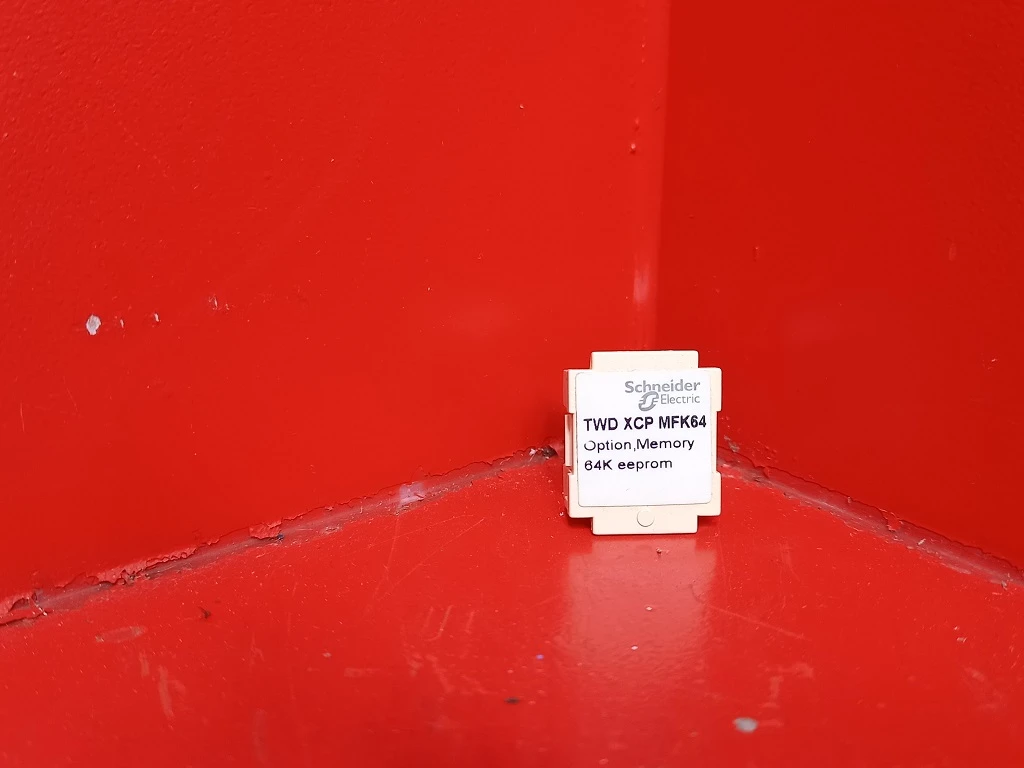 Schneider
Electric
TWD XCP MFK64
Option,Memory
64K eeprom